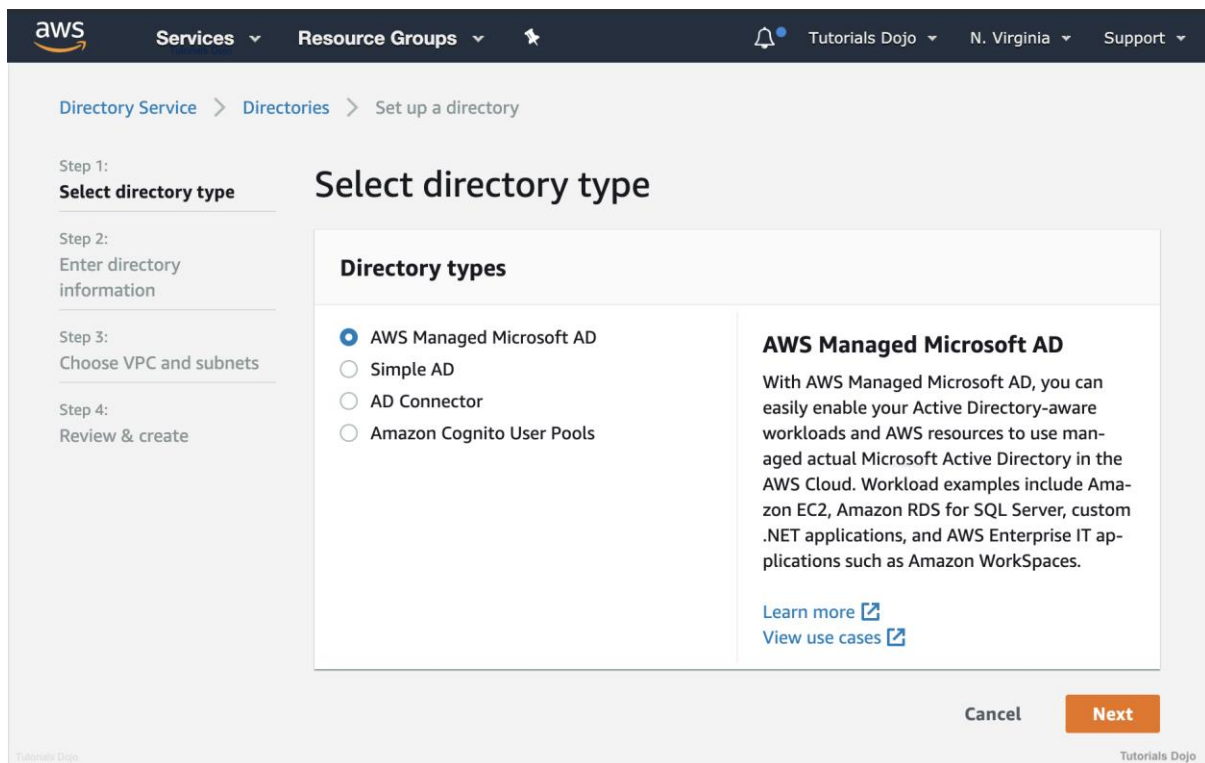 aws Services Resource Groups Tutorials Dojo N. Virginia Support
Directory Service > Directories > Set up a directory
Step 1:
Select directory type
Step 2:
Enter directory
information
Step 3:
Choose VPC and subnets
Step 4:
Review & create
Select directory type
Directory types
AWS Managed Microsoft AD
Simple AD
AD Connector
Amazon Cognito User Pools
AWS Managed Microsoft AD
With AWS Managed Microsoft AD, you can
easily enable your Active Directory-aware
workloads and AWS resources to use man-
aged actual Microsoft Active Directory in the
AWS Cloud. Workload examples include Ama-
zon EC2, Amazon RDS for SQL Server, custom
.NET applications, and AWS Enterprise IT ap-
plications such as Amazon WorkSpaces.
Learn more
View use cases
Cancel Next
Tutorials Dojo Tutorials Dojo